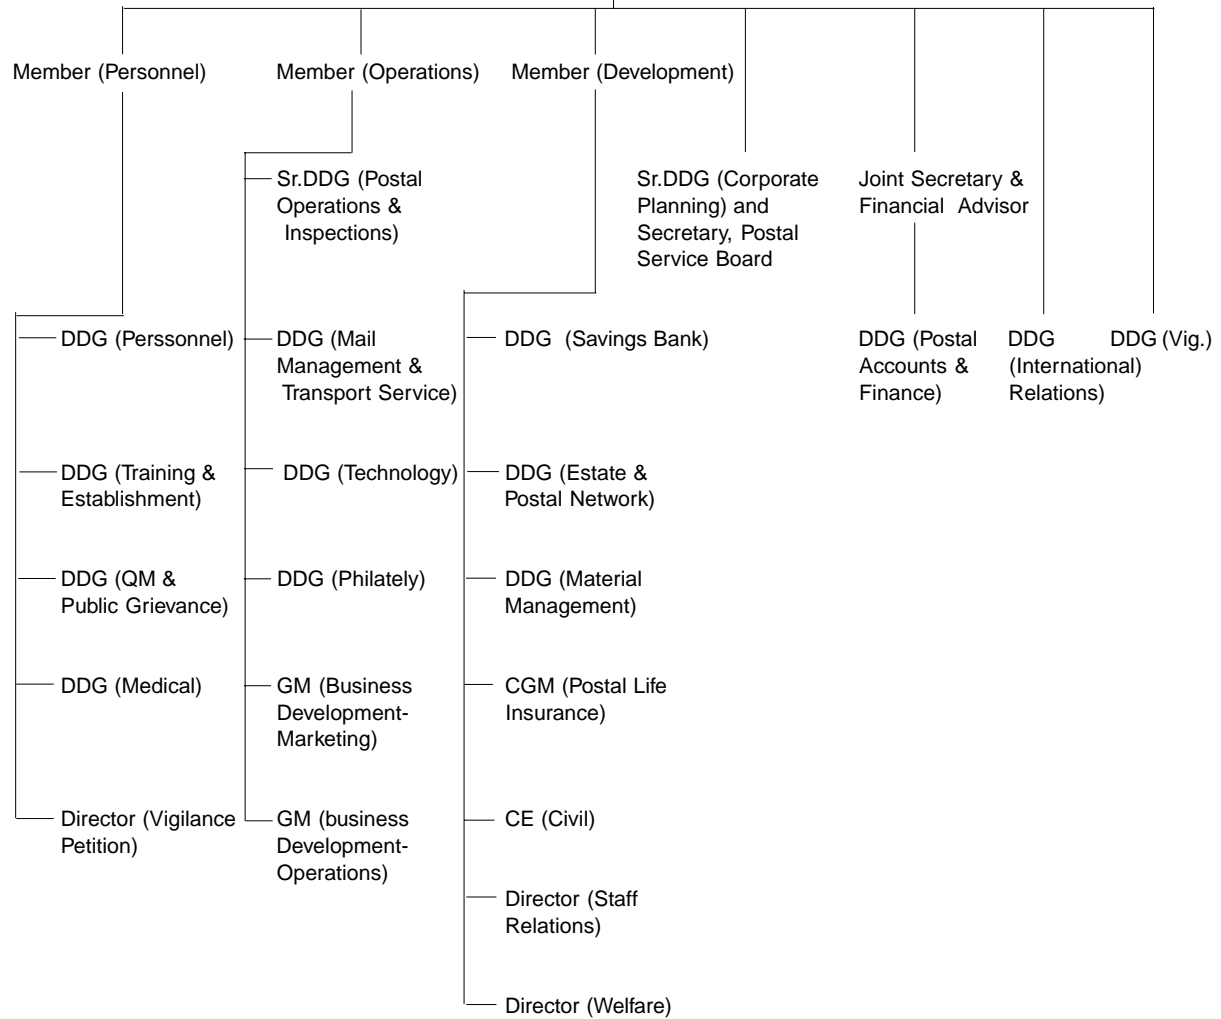 Member (Personnel)
Member (Operations)
Member (Development)
Sr.DDG (Postal
Operations &
Inspections)
Sr.DDG (Corporate
Planning) and
Secretary, Postal
Service Board
Joint Secretary &
Financial Advisor
DDG (Perssonnel)
DDG (Mail
Management &
Transport Service)
DDG (Savings Bank)
DDG (Postal
Accounts &
Finance)
DDG
(International)
Relations)
DDG (Vig.)
DDG (Training &
Establishment)
DDG (Technology)
DDG (Estate &
Postal Network)
DDG (QM &
Public Grievance)
DDG (Philately)
DDG (Material
Management)
DDG (Medical)
GM (Business
Development-
Marketing)
CGM (Postal Life
Insurance)
Director (Vigilance
Petition)
GM (business
Development-
Operations)
CE (Civil)
Director (Staff
Relations)
Director (Welfare)